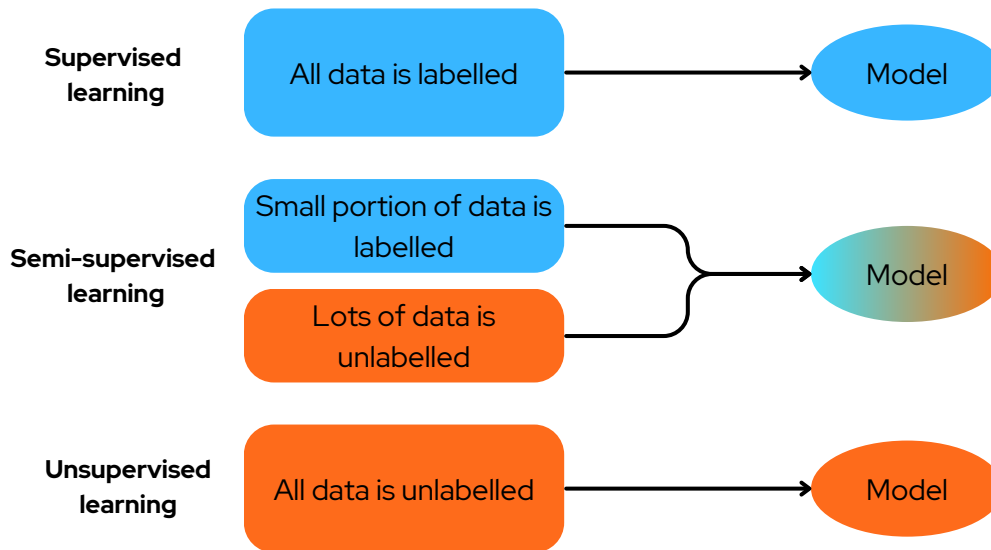 Supervised
learning
All data is labelled
Model
Semi-supervised
learning
Small portion of data is
labelled
Lots of data is
unlabelled
Model
Unsupervised
learning
All data is unlabelled
Model